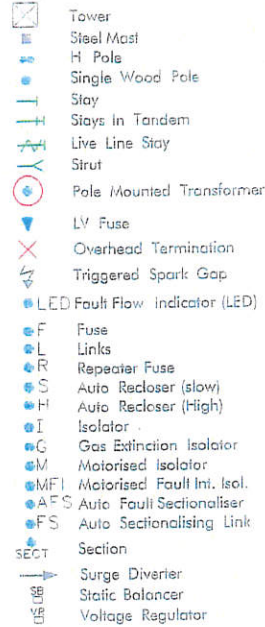 Tower
Steel Mast
H Pole
Single Wood Pole
Stay
Stays In Tandem
Live Line Stay
Strut
Pole Mounted Transformer
LV Fuse
Overhead Termination
Triggered Spark Gap
LED Fault Flow Indicator (LED)
F Fuse
L Links
R Repeater Fuse
S Auto Recloser (slow)
H Auto Recloser (High)
I Isolator
G Gas Extinction Isolator
M Motorised Isolator
MFI Motorised Fault Int. Isol.
AFS Auto Fault Sectionaliser
FS Auto Sectionalising Link
SECT Section
Surge Diverter
SB Static Balancer
VR Voltage Regulator